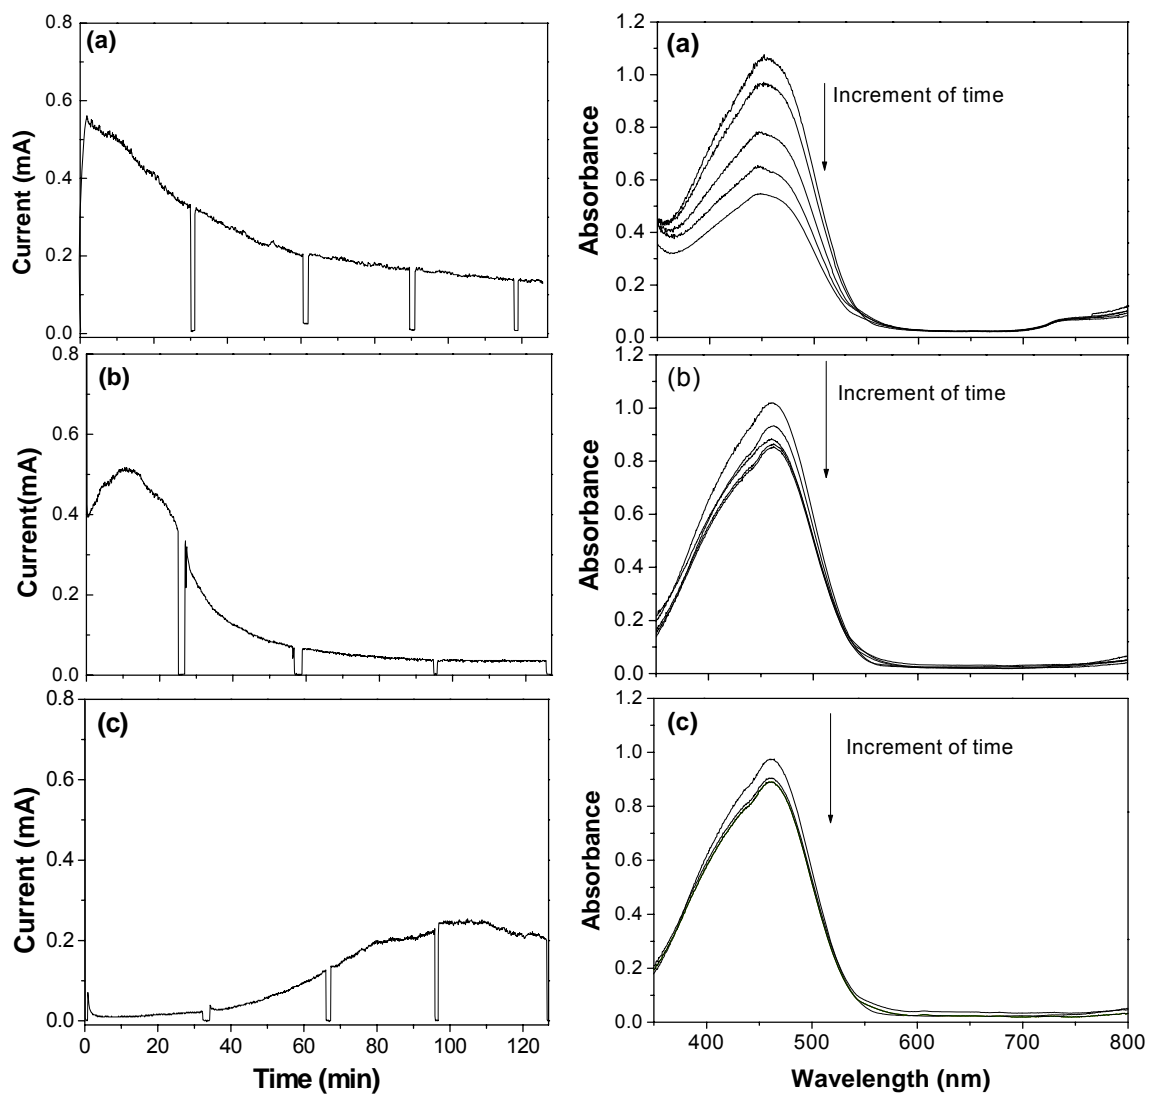 0.8
(a)
0.6
0.4
0.2
0.0
Current (mA)
1.2
(a)
1.0
Increment of time
0.8
0.6
0.4
0.2
0.0
Absorbance
0.8
(b)
0.6
0.4
0.2
0.0
Current(mA)
1.2
(b)
Increment of time
1.0
0.8
0.6
0.4
0.2
0.0
Absorbance
0.8
(c)
0.6
0.4
0.2
0.0
Current (mA)
0 20 40 60 80 100 120
Time (min)
1.2
(c)
Increment of time
1.0
0.8
0.6
0.4
0.2
0.0
Absorbance
400 500 600 700 800
Wavelength (nm)